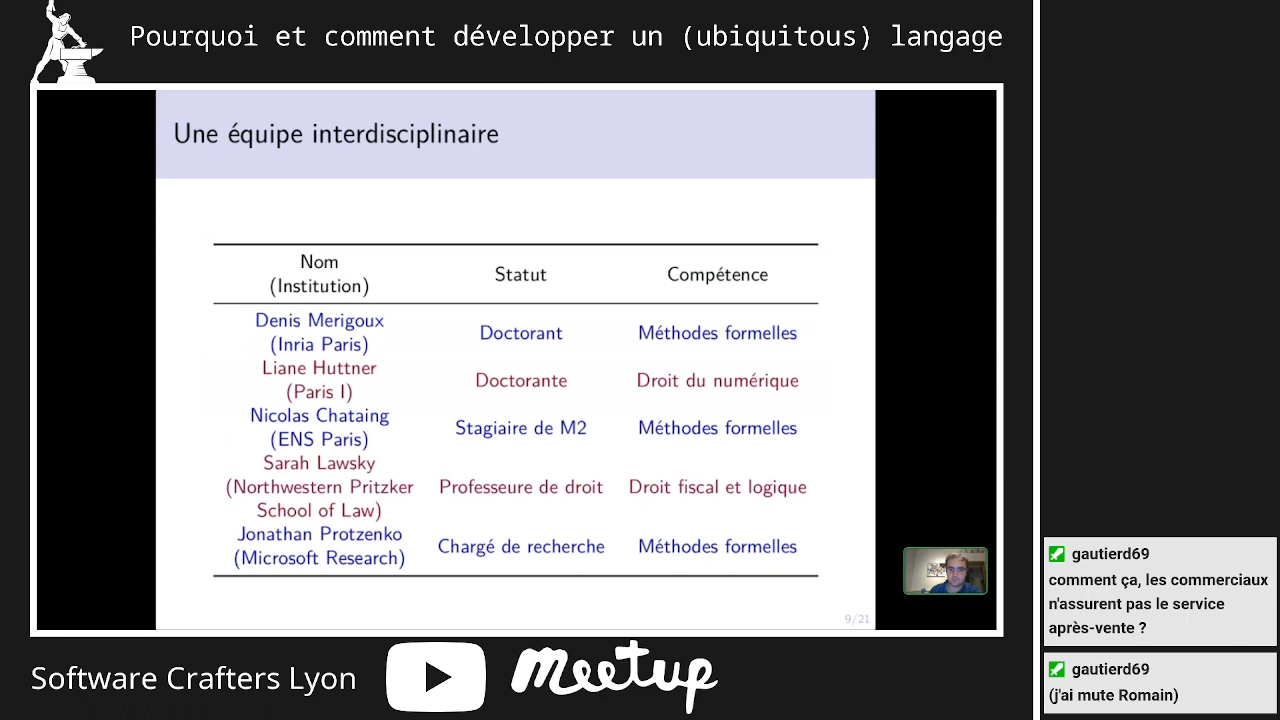 Pourquoi et comment développer un (ubiquitous) langage
Une équipe interdisciplinaire
Nom
(Institution)
Statut
Compétence
Denis Merigoux
(Inria Paris)
Doctorant
Méthodes formelles
Liane Huttner
(Paris I)
Doctorante
Droit du numérique
Nicolas Chataing
(ENS Paris)
Stagiaire de M2
Méthodes formelles
Sarah Lawsky
(Northwestern Pritzker
School of Law)
Professeure de droit
Droit fiscal et logique
Jonathan Protzenko
(Microsoft Research)
Chargé de recherche
Méthodes formelles
9/21
gautierd69
comment ça, les commerciaux
n'assurent pas le service
après-vente ?
gautierd69
(j'ai mute Romain)
Software Crafters Lyon
meetup